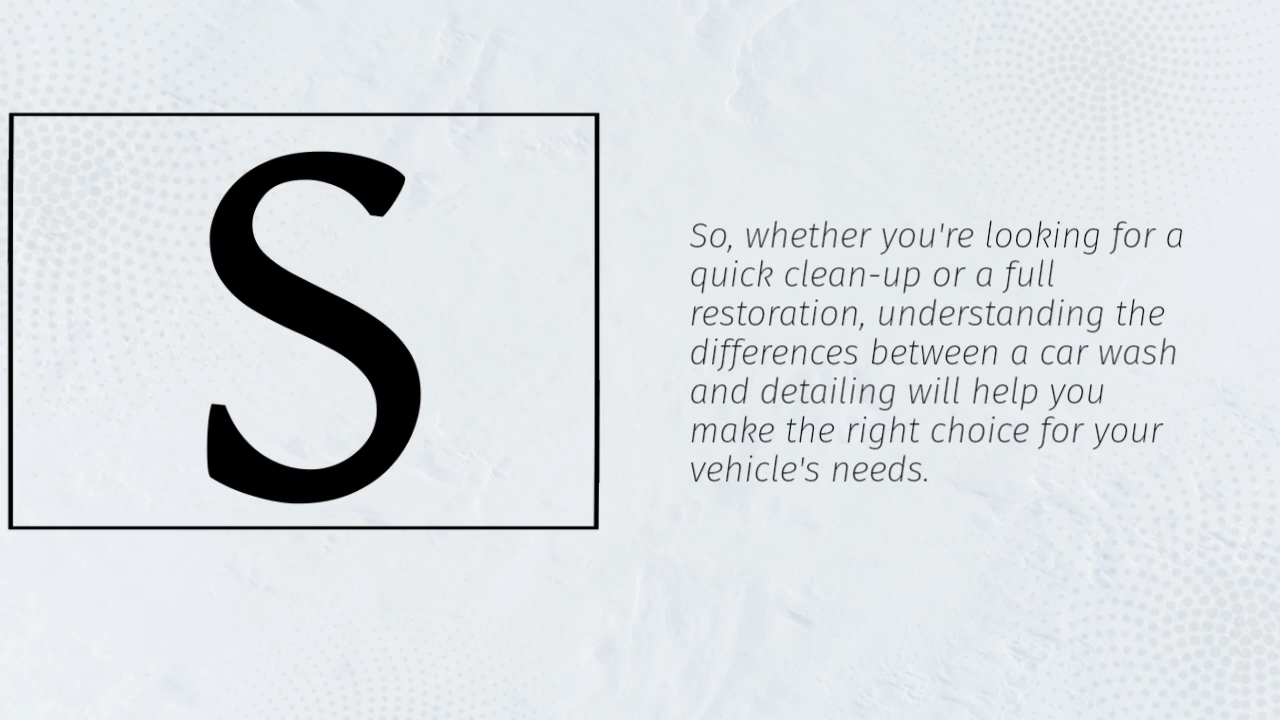 S
So, whether you're looking for a
quick clean-up or a full
restoration, understanding the
differences between a car wash
and detailing will help you
make the right choice for your
vehicle's needs.